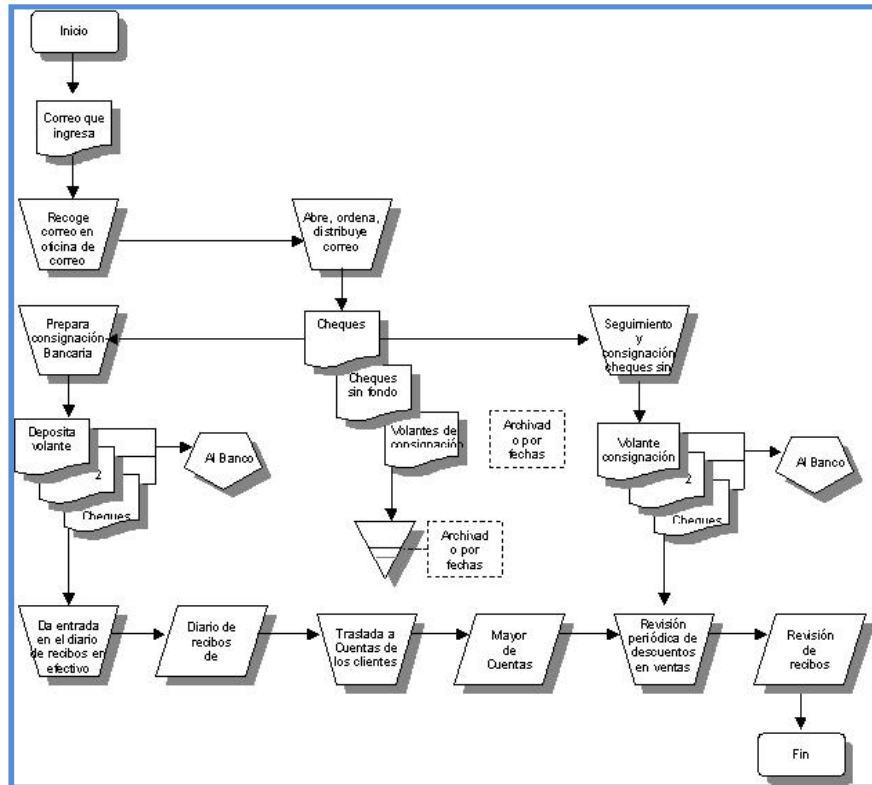 Inicio
Correo que
ingresa
Recoge
correo en
oficina de
correo
Abre, ordena,
distribuye
correo
Prepara
consignación
Bancaria
Cheques
Cheques
sin fondo
Volantes de
consignación
Archivad
o por
fechas
Seguimiento
y
consignación
cheques sin
Deposita
volante
2
Cheques
Al Banco
Archivad
o por
fechas
Volante
consignación
2
Cheques
Al Banco
Da entrada
en el diario
de recibos en
efectivo
Diario de
recibos
de
Traslada a
Cuentas de
los clientes
Mayor
de
Cuentas
Revisión
periódica de
descuentos
en ventas
Revisión
de
recibos
Fin